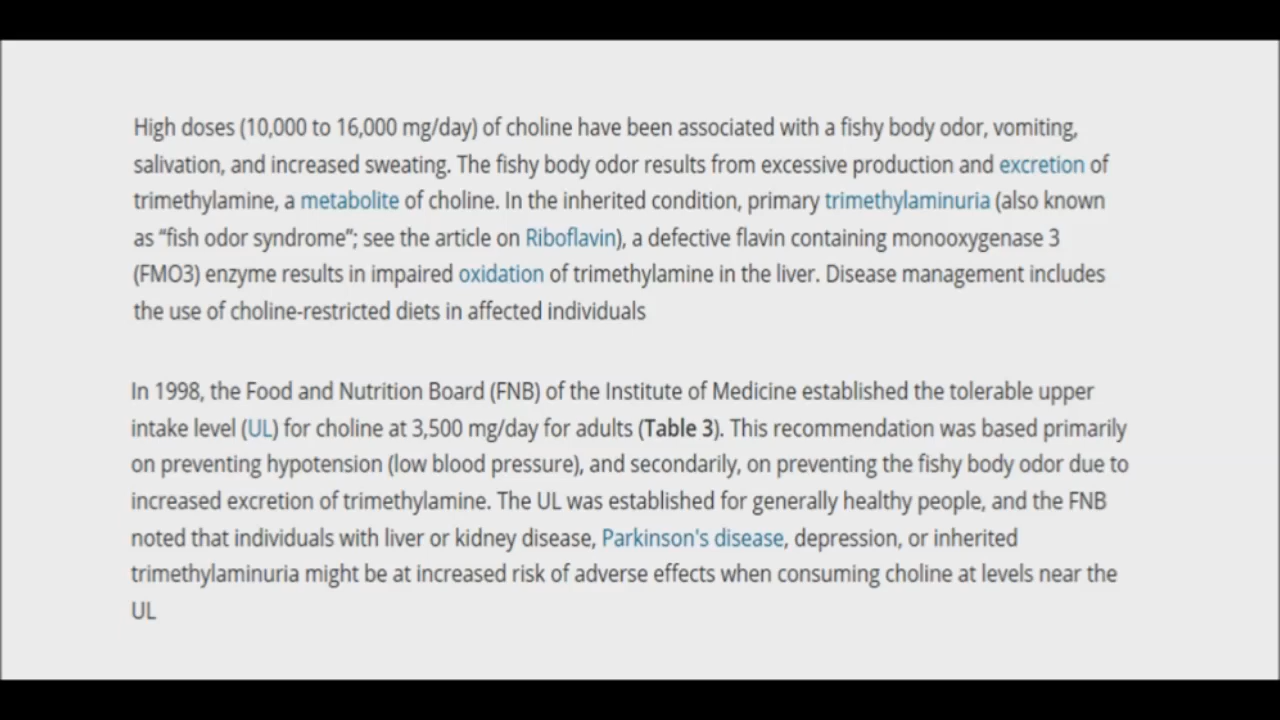 High doses (10,000 to 16,000 mg/day) of choline have been associated with a fishy body odor, vomiting,
salivation, and increased sweating. The fishy body odor results from excessive production and excretion of
trimethylamine, a metabolite of choline. In the inherited condition, primary trimethylaminuria (also known
as “fish odor syndrome”; see the article on Riboflavin), a defective flavin containing monooxygenase 3
(FMO3) enzyme results in impaired oxidation of trimethylamine in the liver. Disease management includes
the use of choline-restricted diets in affected individuals
In 1998, the Food and Nutrition Board (FNB) of the Institute of Medicine established the tolerable upper
intake level (UL) for choline at 3,500 mg/day for adults (Table 3). This recommendation was based primarily
on preventing hypotension (low blood pressure), and secondarily, on preventing the fishy body odor due to
increased excretion of trimethylamine. The UL was established for generally healthy people, and the FNB
noted that individuals with liver or kidney disease, Parkinson's disease, depression, or inherited
trimethylaminuria might be at increased risk of adverse effects when consuming choline at levels near the
UL